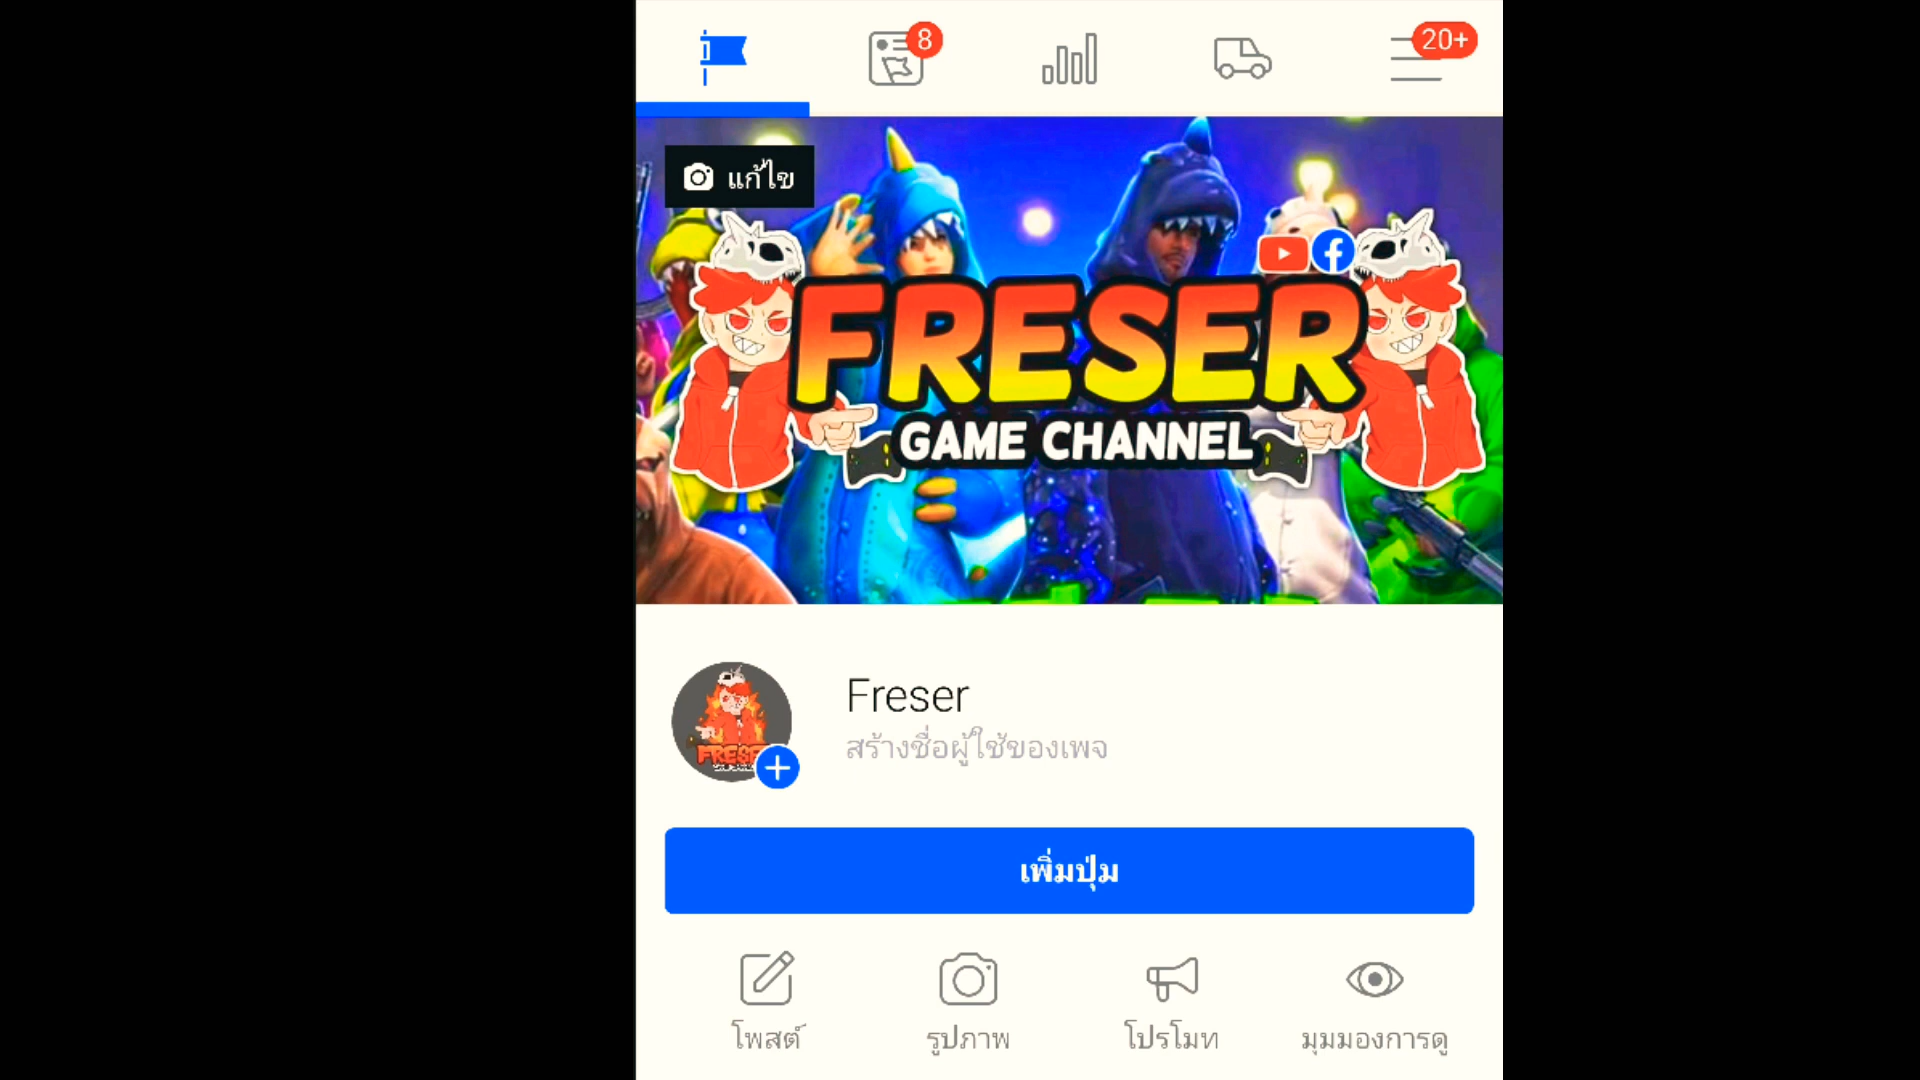 8
20+
แก้ไข
FRESER
GAME CHANNEL
Freser
สร้างชื่อผู้ใช้ของเพจ
เพิ่มปุ่ม
โพสต์
รูปภาพ
โปรโมท
มุมมองการดู